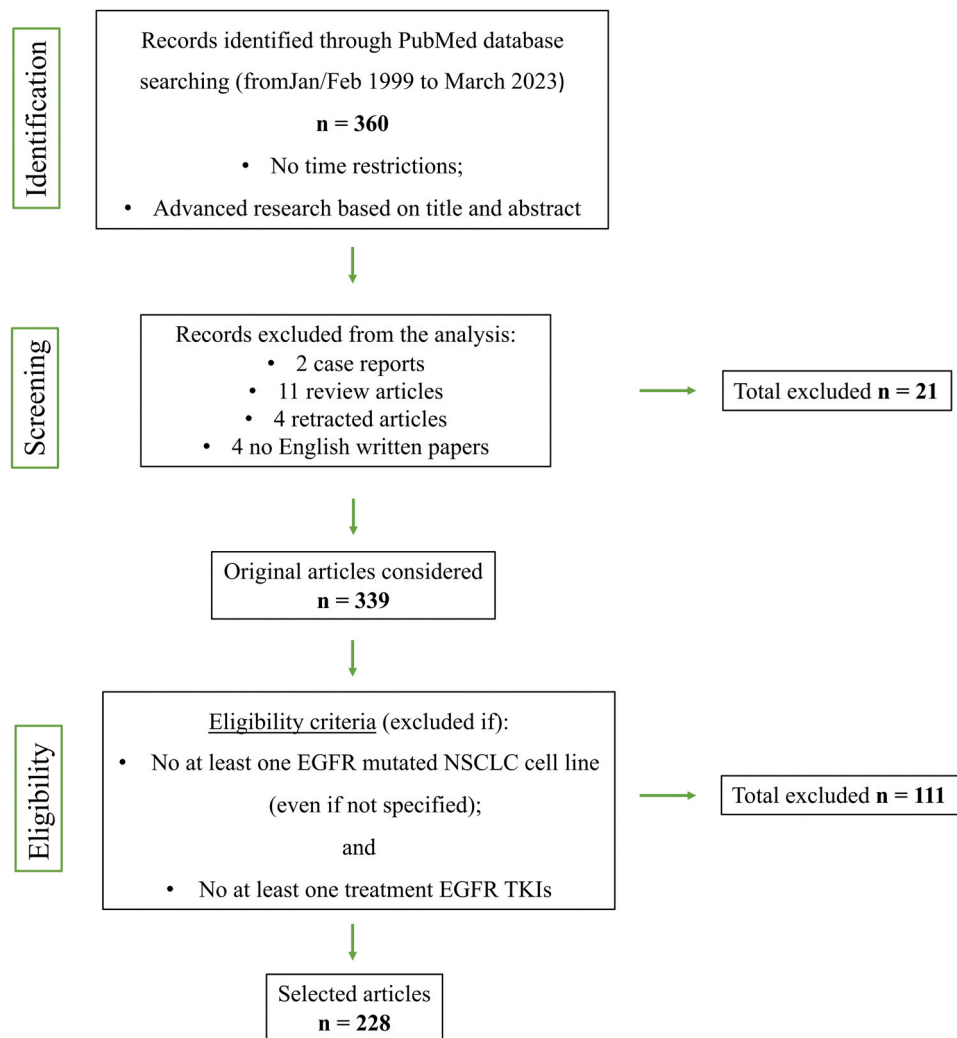 Identification
Records identified through PubMed database
searching (fromJan/Feb 1999 to March 2023)
n = 360
• No time restrictions;
• Advanced research based on title and abstract
Screening
Records excluded from the analysis:
• 2 case reports
• 11 review articles
• 4 retracted articles
• 4 no English written papers
Total excluded n = 21
Original articles considered
n = 339
Eligibility
Eligibility criteria (excluded if):
• No at least one EGFR mutated NSCLC cell line
(even if not specified);
and
• No at least one treatment EGFR TKIs
Total excluded n = 111
Selected articles
n = 228